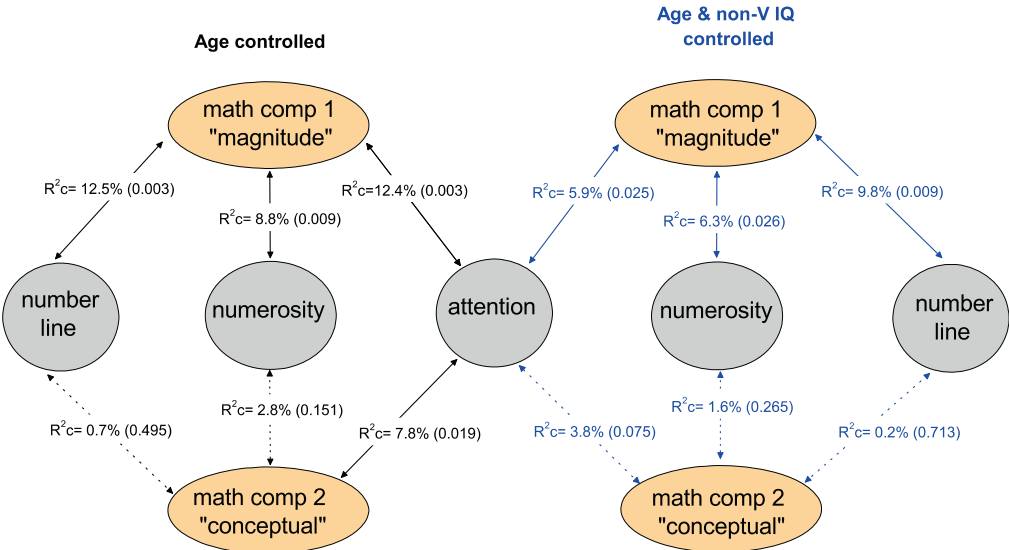 Age & non-V IQ
controlled
Age controlled
math comp 1
"magnitude"
math comp 1
"magnitude"
R²c= 12.5% (0.003)
R²c=12.4% (0.003)
R²c= 5.9% (0.025)
R²c= 9.8% (0.009)
R²c= 8.8% (0.009)
R²c= 6.3% (0.026)
number
line
numerosity
attention
numerosity
number
line
R²c= 2.8% (0.151)
R²c= 1.6% (0.265)
R²c= 0.7% (0.495)
R²c= 7.8% (0.019)
R²c= 3.8% (0.075)
R²c= 0.2% (0.713)
math comp 2
"conceptual"
math comp 2
"conceptual"